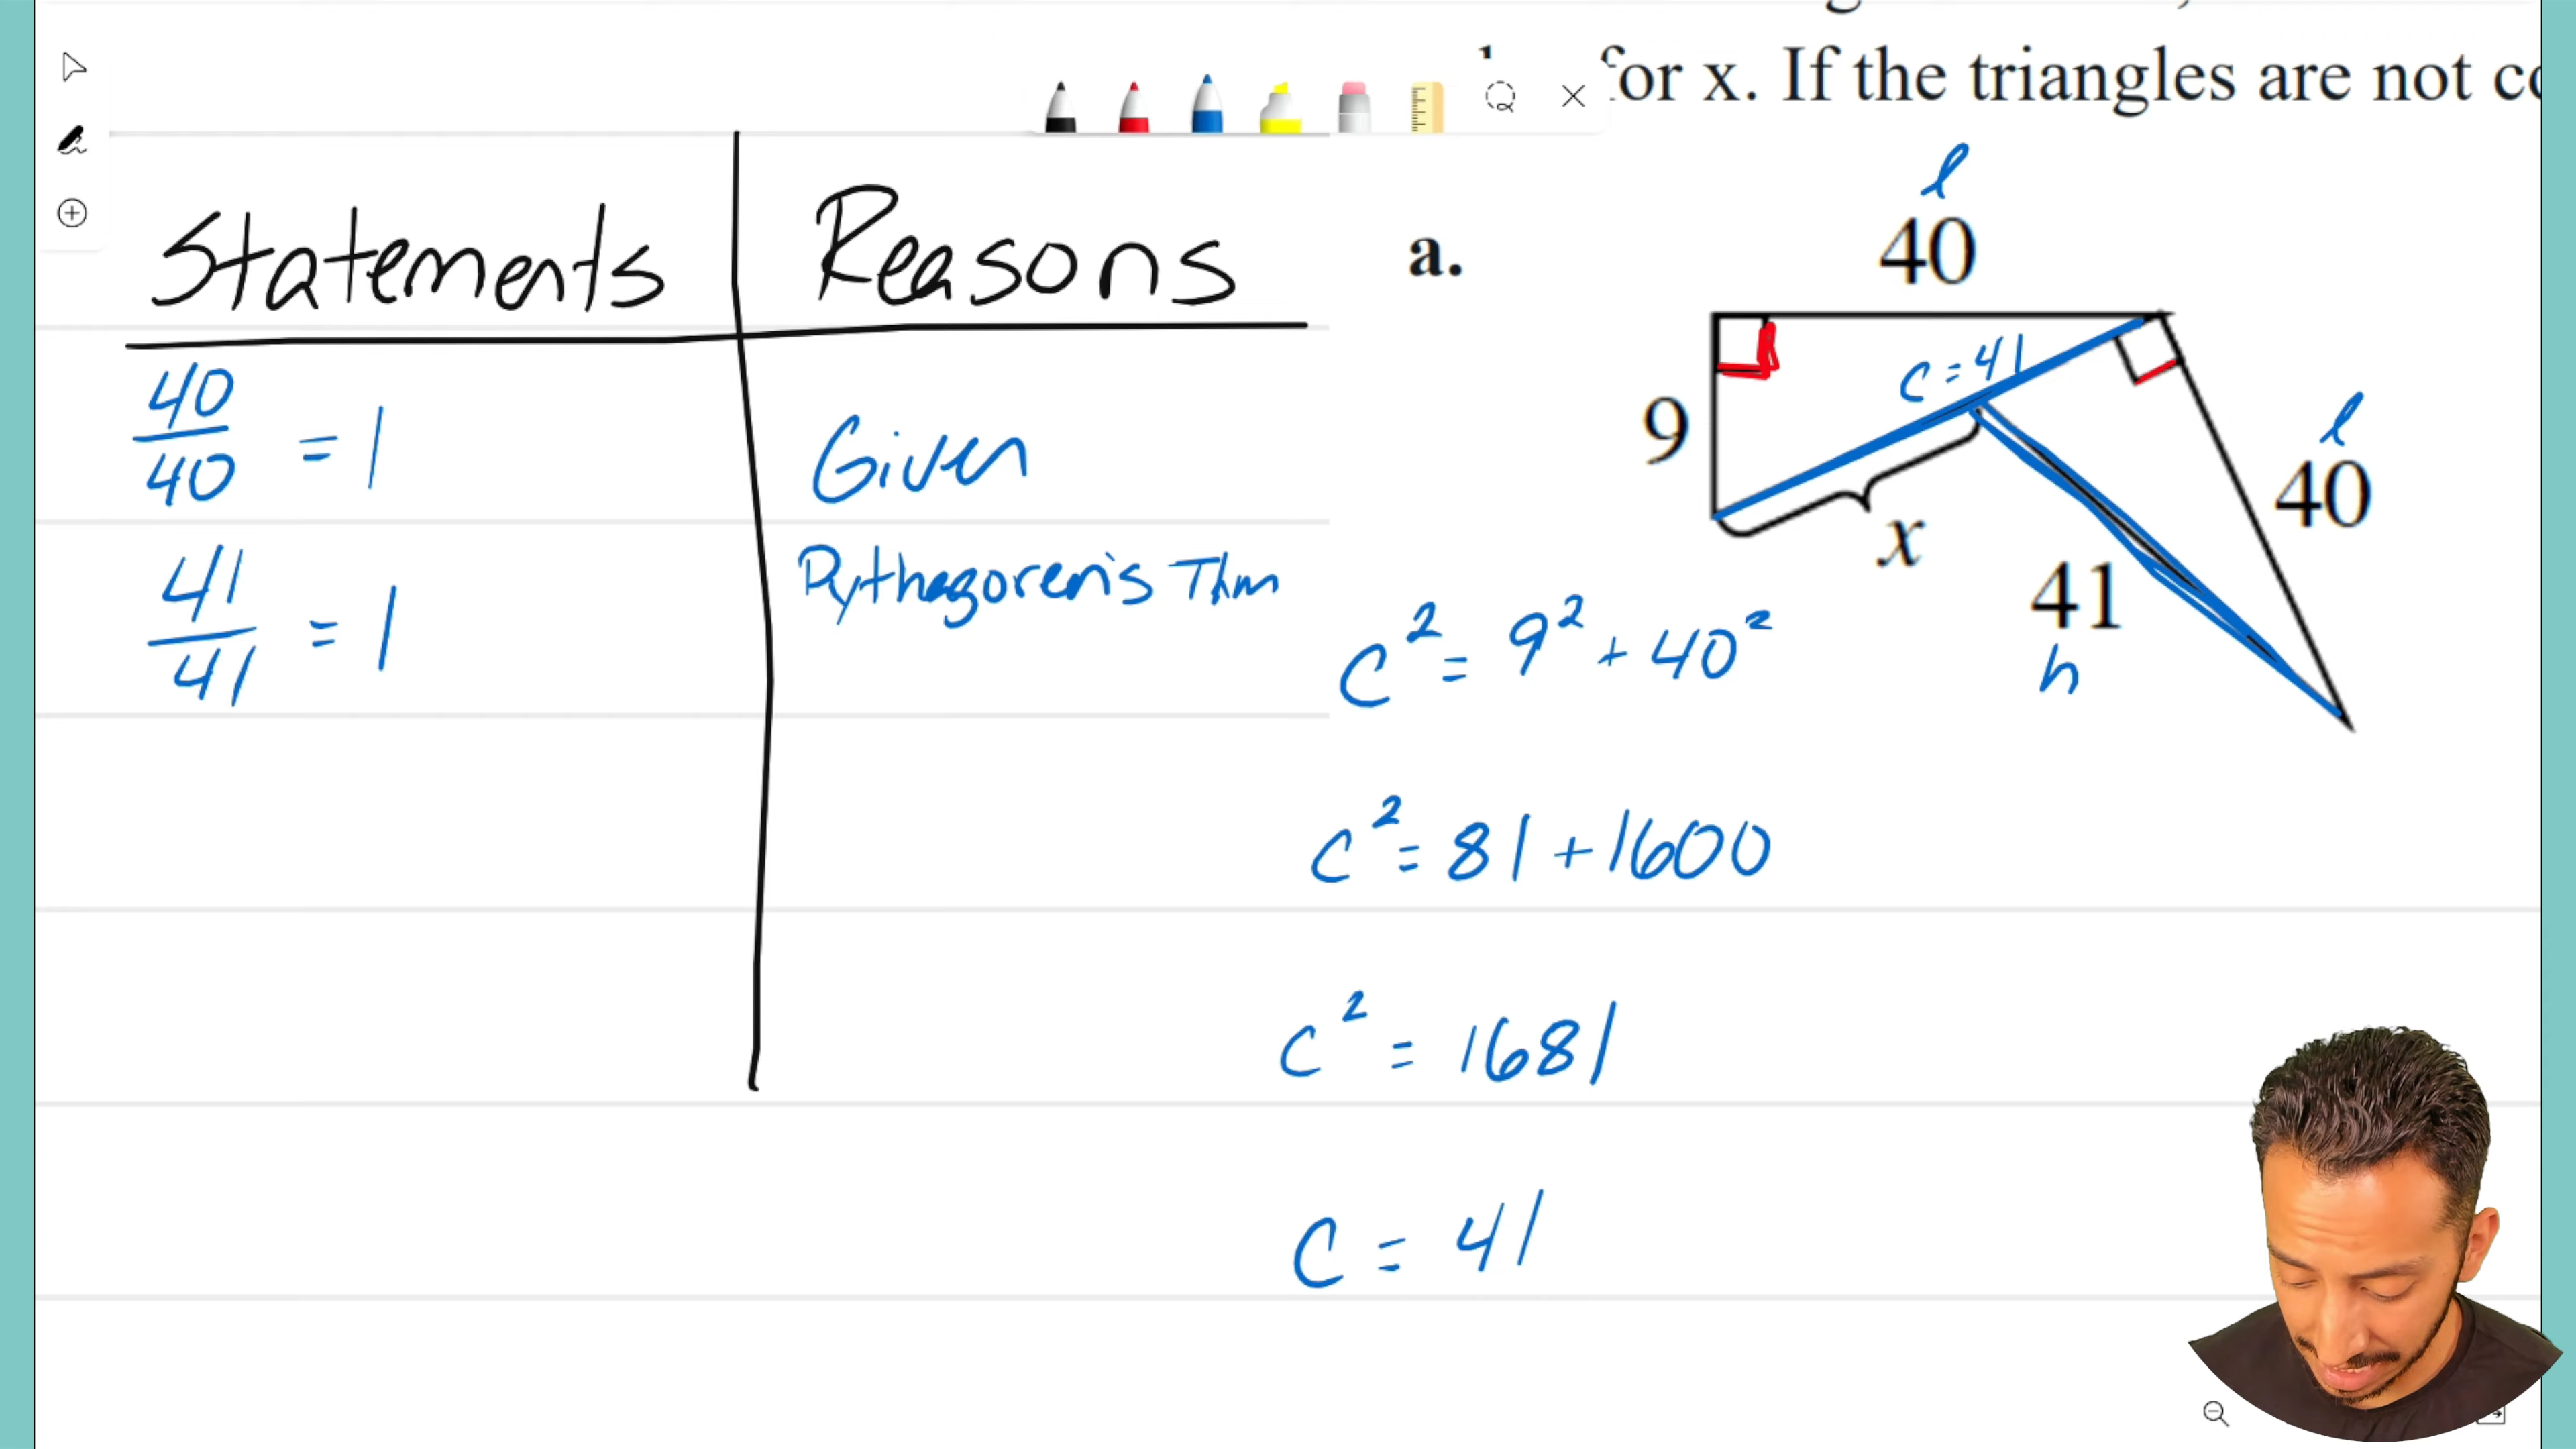 for x. If the triangles are not
Statements | Reasons
40/40 = 1
Given
41/41 = 1
Pythagoren's Thm
a.
l
40
9
c = 41
x
l
40
41
h
c² = 9² + 40²
c² = 81 + 1600
c² = 1681
c = 41